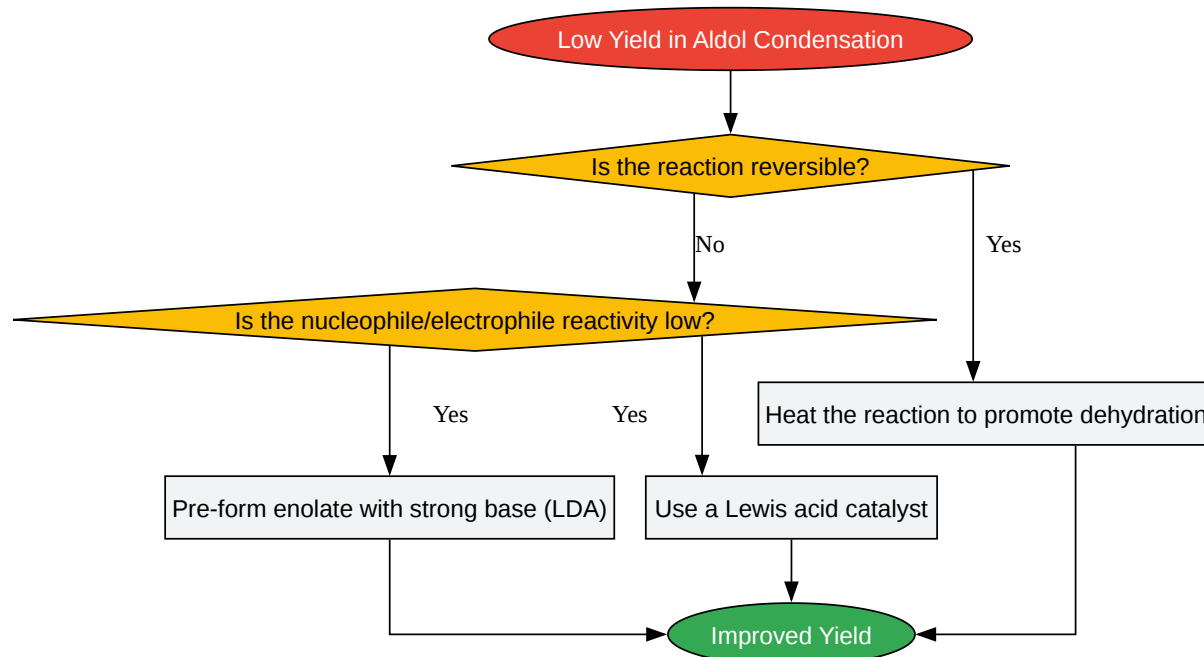 Low Yield in Aldol Condensation
Is the reaction reversible?
No
Yes
Is the nucleophile/electrophile reactivity low?
Yes
Yes
Heat the reaction to promote dehydration
Pre-form enolate with strong base (LDA)
Use a Lewis acid catalyst
Improved Yield